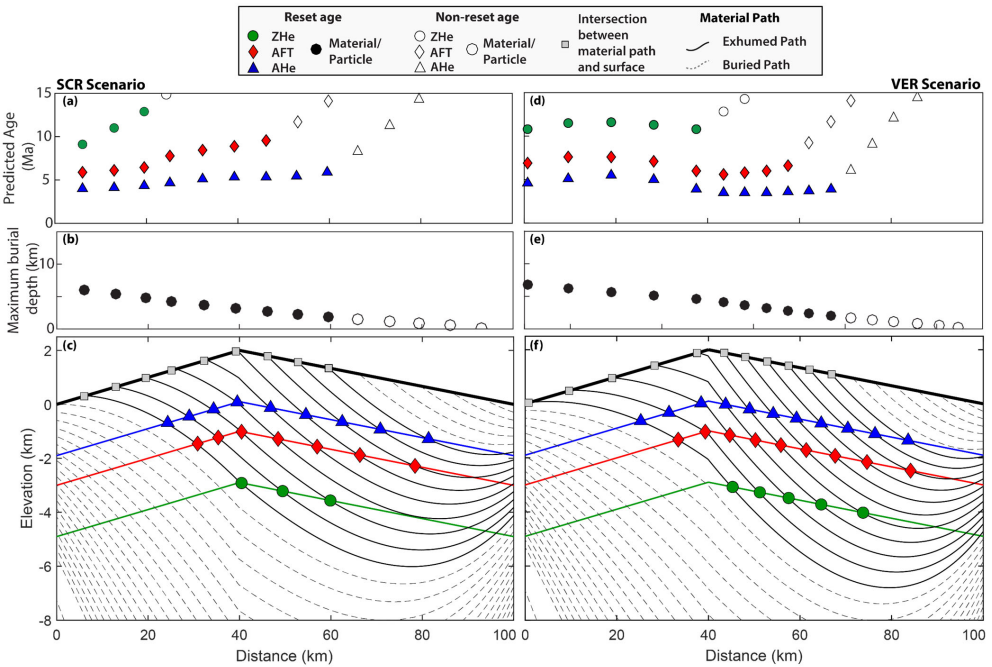 Reset age
Non-reset age
Intersection
between
material path
and surface
Material Path
ZHe
AFT
AHe
Material/
Particle
ZHe
AFT
AHe
Material/
Particle
Exhumed Path
Buried Path
SCR Scenario
VER Scenario
Predicted Age
(Ma)
15
10
5
0
(a)
(d)
Maximum burial
depth (km)
10
0
(b)
(e)
Elevation (km)
2
0
-2
-4
-6
-8
(c)
(f)
0
20
40
60
80
100
0
20
40
60
80
100
Distance (km)
Distance (km)